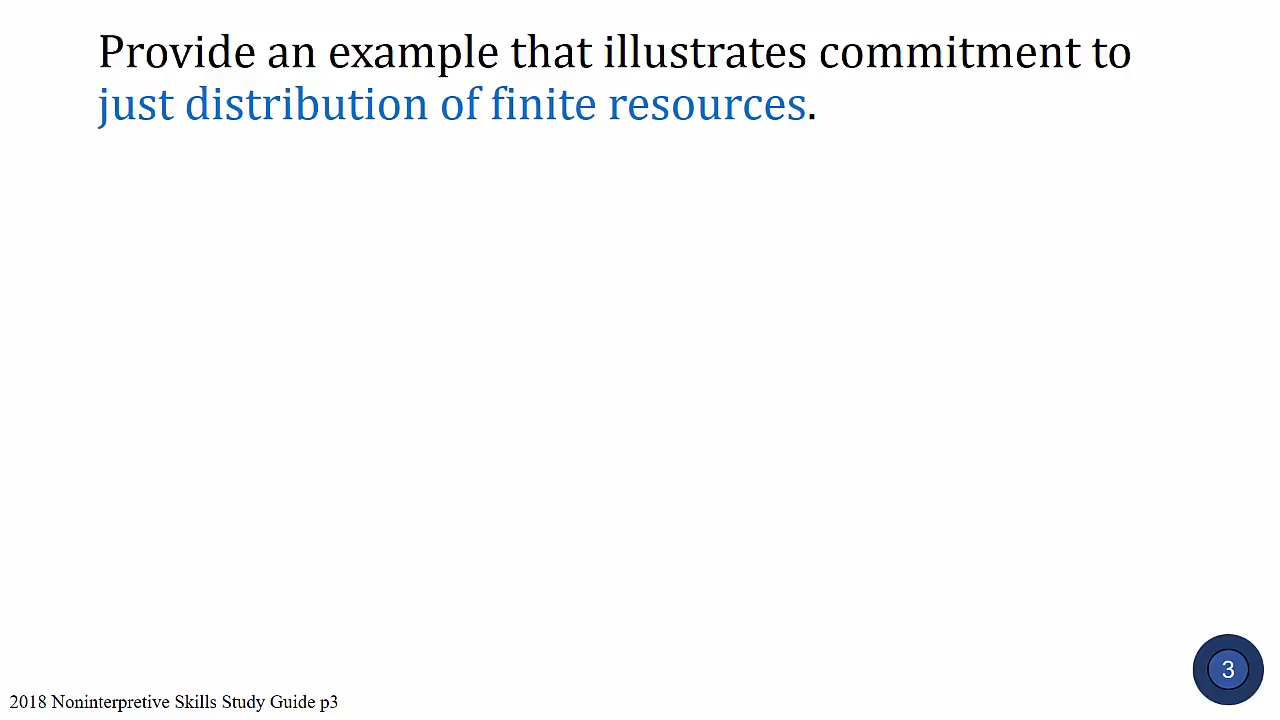 Provide an example that illustrates commitment to
just distribution of finite resources.
3
2018 Noninterpretive Skills Study Guide p3